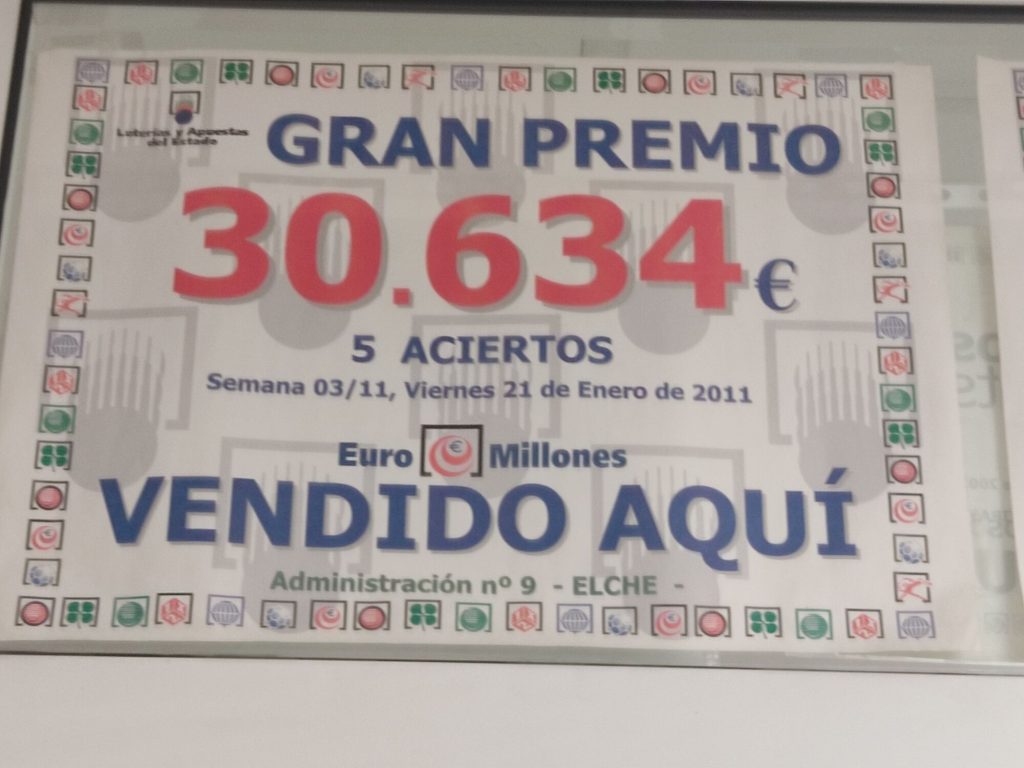 Loterías y Apuestas
del Estado
GRAN PREMIO
30.634 €
5 ACIERTOS
Semana 03/11, Viernes 21 de Enero de 2011
Euro € Millones
VENDIDO AQUÍ
Administración nº 9 - ELCHE -